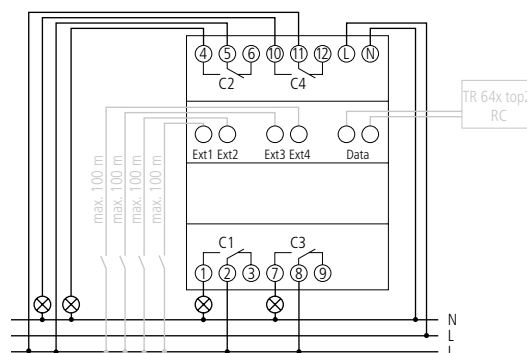 4 5 6 10 11 12 L N
C2 C4
TR 64x top2
RC
Ext1 Ext2 Ext3 Ext4 Data
max. 100 m
max. 100 m
max. 100 m
max. 100 m
C1 C3
1 2 3 7 8 9
N
L
L